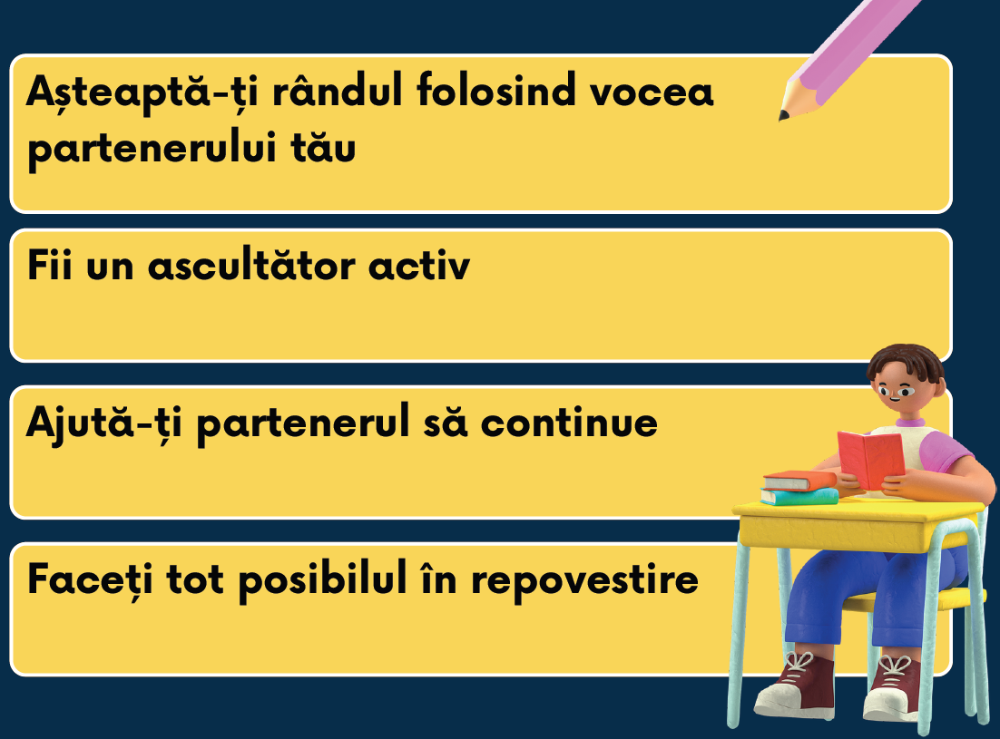 Așteaptă-ți rândul folosind vocea
partenerului tău
Fii un ascultător activ
Ajută-ți partenerul să continue
Faceți tot posibilul în repovestire